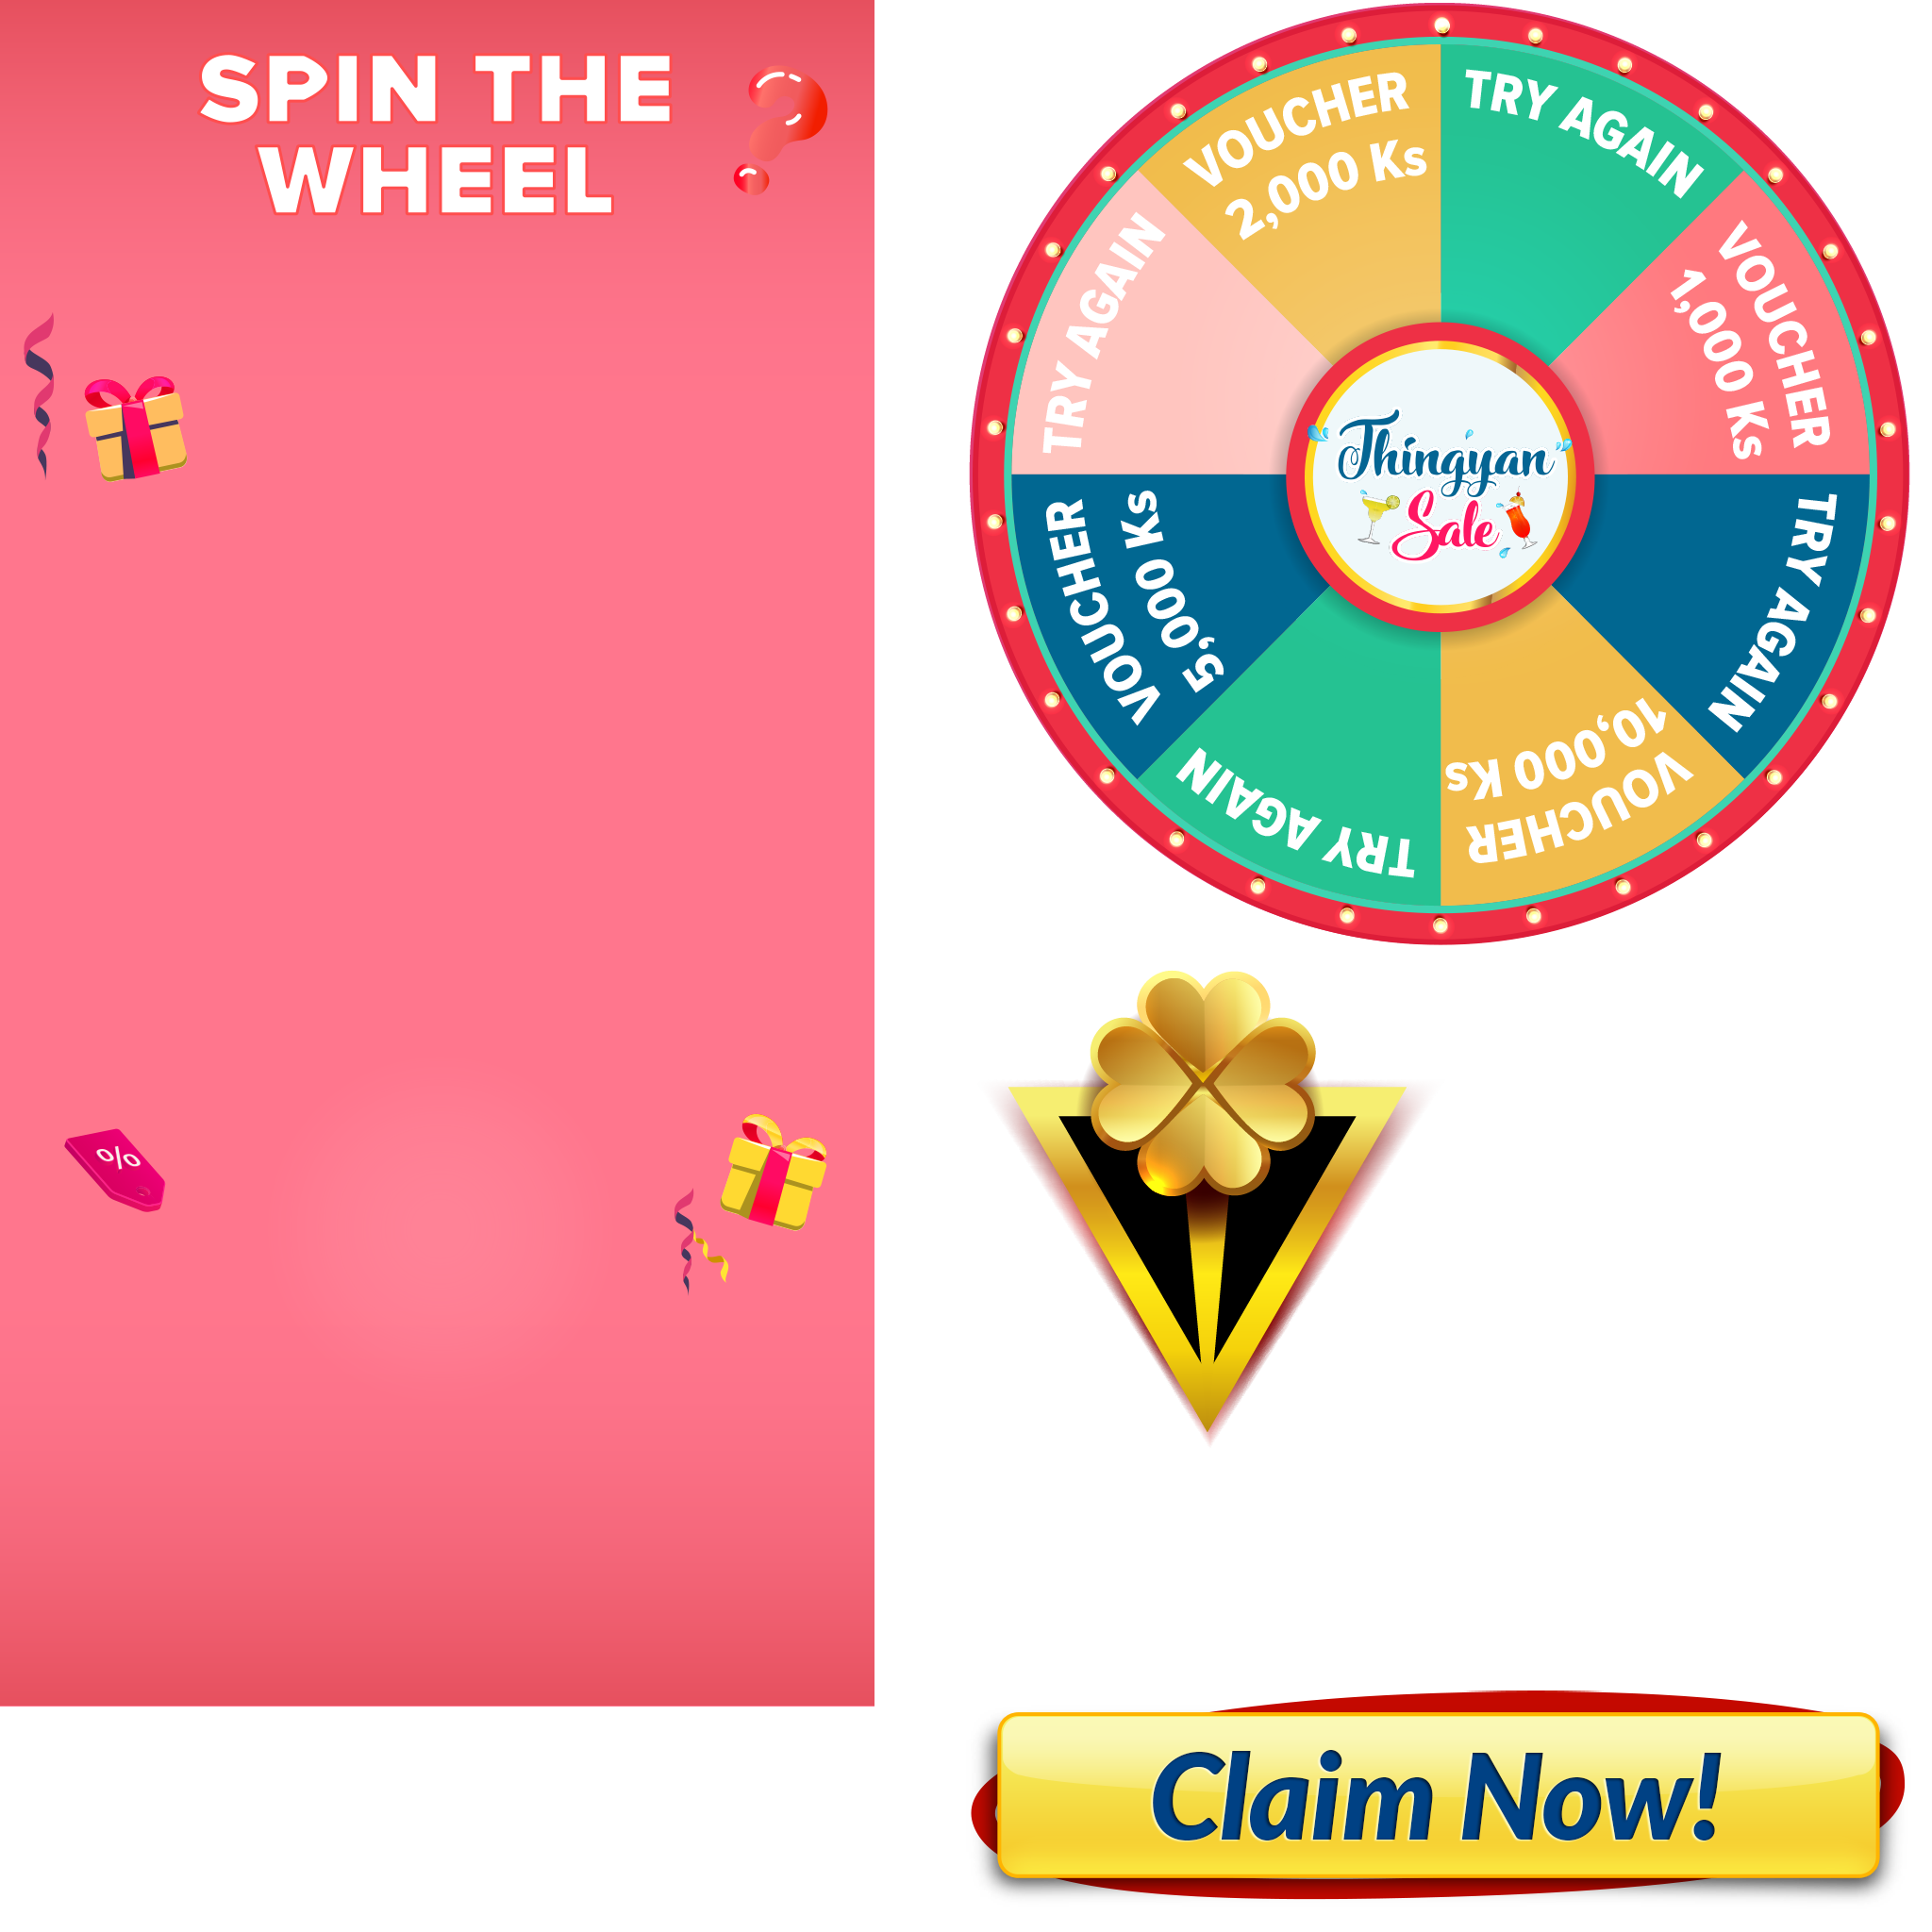 SPIN THE
WHEEL
?
TRY AGAIN
VOUCHER
1,000 Ks
TRY AGAIN
VOUCHER
10,000 Ks
TRY AGAIN
VOUCHER
5,000 Ks
TRY AGAIN
VOUCHER
2,000 Ks
Thingyan
Sale
%
Claim Now!